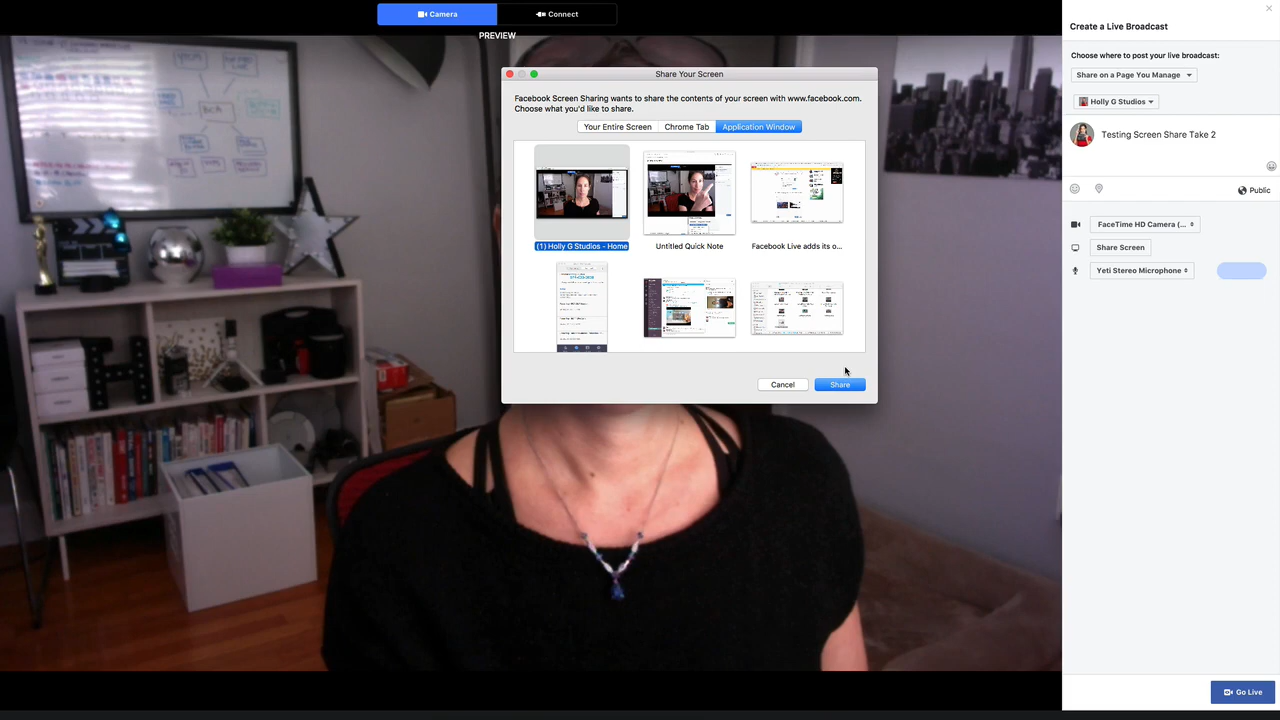 Camera
Connect
PREVIEW
Share Your Screen
Facebook Screen Sharing wants to share the contents of your screen with www.facebook.com.
Choose what you'd like to share.
Your Entire Screen
Chrome Tab
Application Window
(1) Holly G Studios - Home
Untitled Quick Note
Facebook Live adds its o...
Cancel
Share
Create a Live Broadcast
Choose where to post your live broadcast:
Share on a Page You Manage
Holly G Studios
Testing Screen Share Take 2
Public
FaceTime HD Camera (...
Share Screen
Yeti Stereo Microphone
Go Live